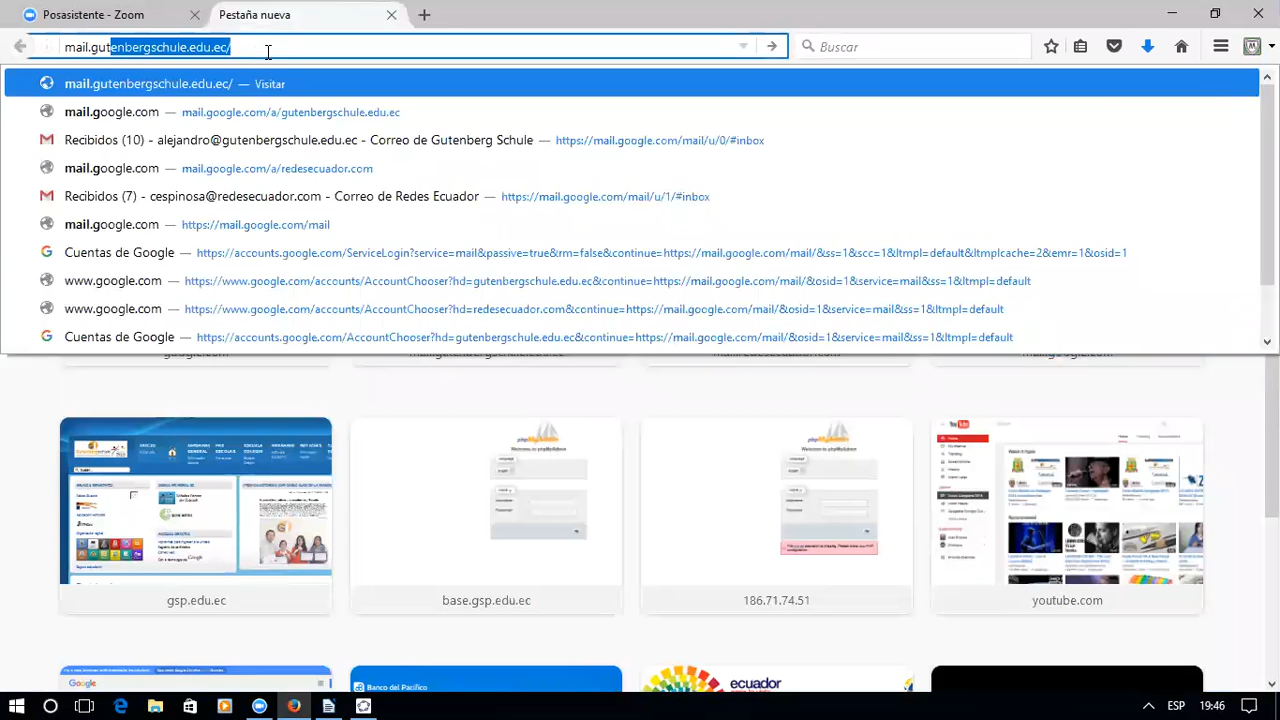 Posasistente - Zoom
Pestaña nueva
mail.gutenbergschule.edu.ec/
Buscar
mail.gutenbergschule.edu.ec/ — Visitar
mail.google.com — mail.google.com/a/gutenbergschule.edu.ec
Recibidos (10) - alejandro@gutenbergschule.edu.ec - Correo de Gutenberg Schule — https://mail.google.com/mail/u/0/#inbox
mail.google.com — mail.google.com/a/redesecuador.com
Recibidos (7) - cespinosa@redesecuador.com - Correo de Redes Ecuador — https://mail.google.com/mail/u/1/#inbox
mail.google.com — https://mail.google.com/mail
Cuentas de Google — https://accounts.google.com/ServiceLogin?service=mail&passive=true&rm=false&continue=https://mail.google.com/mail/&ss=1&scc=1&ltmpl=default&ltmplcache=2&emr=1&osid=1
www.google.com — https://www.google.com/accounts/AccountChooser?hd=gutenbergschule.edu.ec&continue=https://mail.google.com/mail/&osid=1&service=mail&ss=1&ltmpl=default
www.google.com — https://www.google.com/accounts/AccountChooser?hd=redesecuador.com&continue=https://mail.google.com/mail/&osid=1&service=mail&ss=1&ltmpl=default
Cuentas de Google — https://accounts.google.com/AccountChooser?hd=gutenbergschule.edu.ec&continue=https://mail.google.com/mail/&osid=1&service=mail&ss=1&ltmpl=default
phpMyAdmin
Welcome to phpMyAdmin
phpMyAdmin
Welcome to phpMyAdmin
YouTube
gsp.edu.ec
base.gsp.edu.ec
186.71.74.51
youtube.com
Google
Banco del Pacífico
ecuador
ESP
19:46